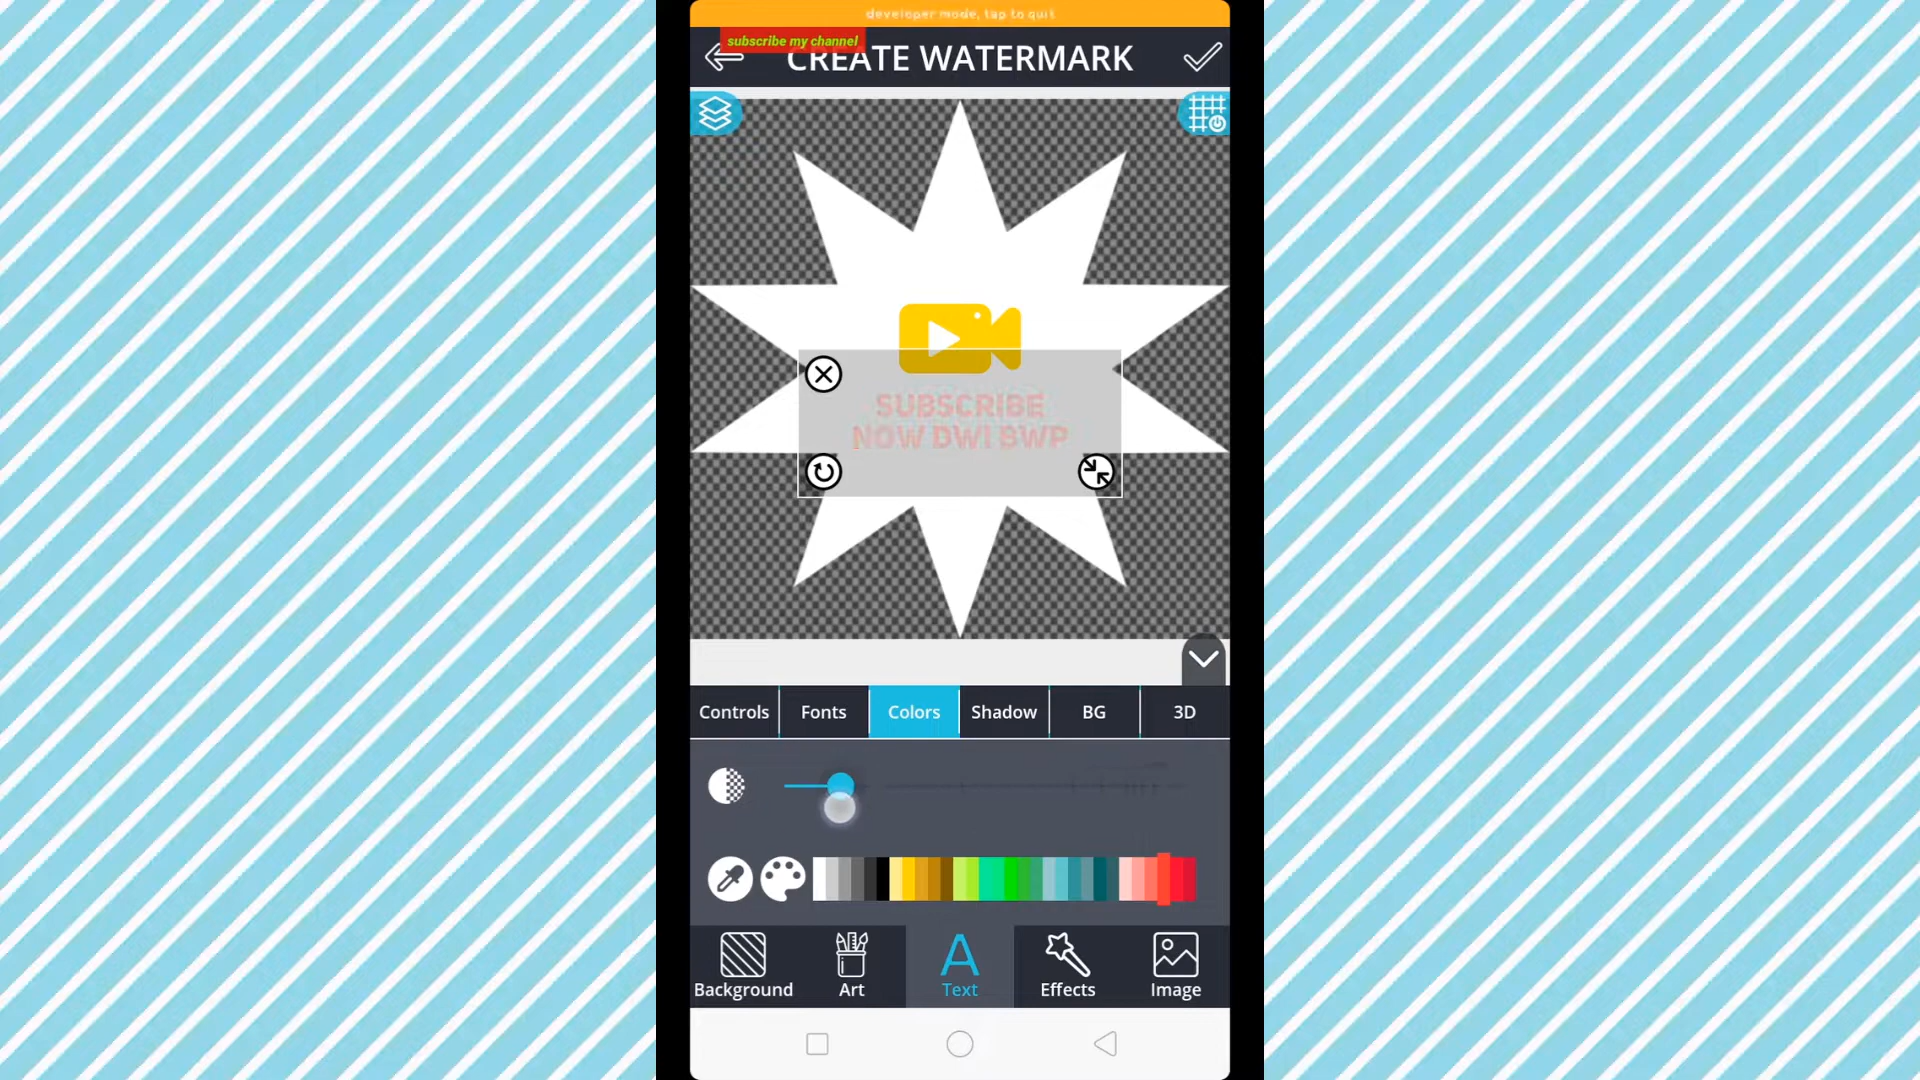 developer mode, tap to quit
subscribe my channel
CREATE WATERMARK
SUBSCRIBE
NOW DWI BWP
Controls
Fonts
Colors
Shadow
BG
3D
Background
Art
A
Text
Effects
Image